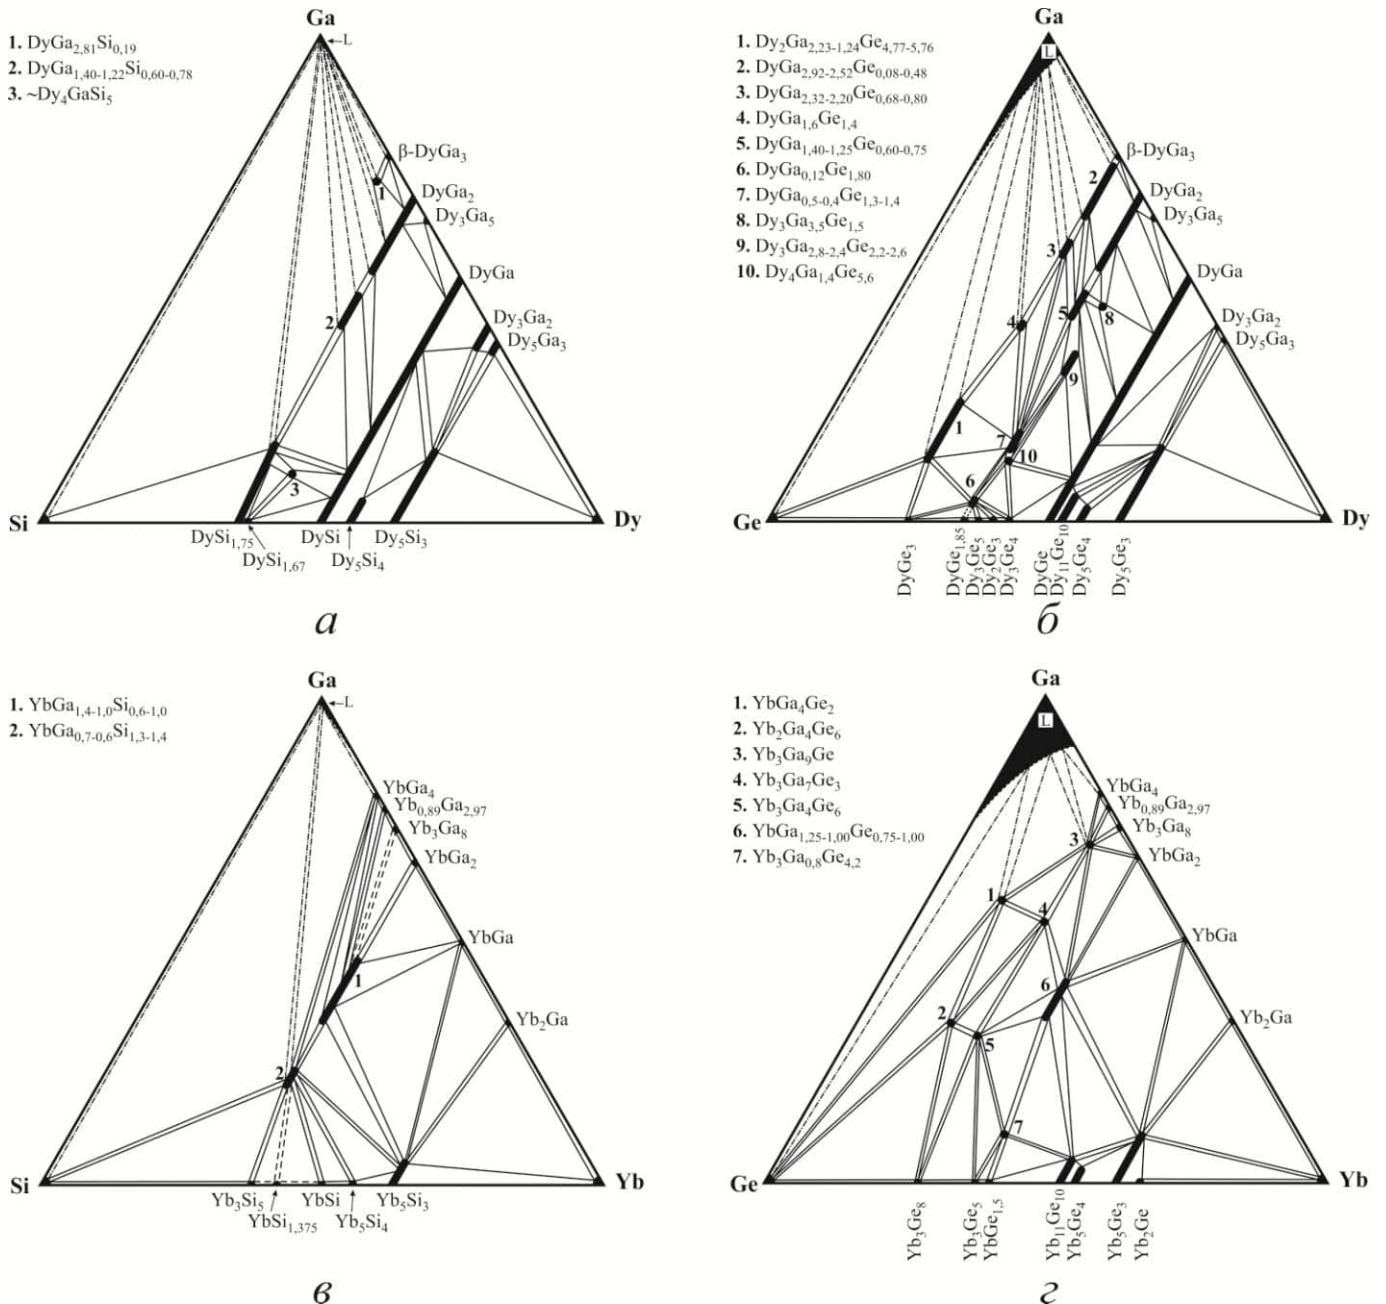 Ga
L
1. DyGa2,81Si0,19
2. DyGa1,40-1,22Si0,60-0,78
3. ~Dy4GaSi5
β-DyGa3
1
DyGa2
Dy3Ga5
DyGa
2
Dy3Ga2
Dy5Ga3
3
Si
Dy
DySi1,75
DySi1,67
DySi
Dy5Si4
Dy5Si3
а
Ga
L
1. Dy2Ga2,23-1,24Ge4,77-5,76
2. DyGa2,92-2,52Ge0,08-0,48
3. DyGa2,32-2,20Ge0,68-0,80
4. DyGa1,6Ge1,4
5. DyGa1,40-1,25Ge0,60-0,75
6. DyGa0,12Ge1,80
7. DyGa0,5-0,4Ge1,3-1,4
8. Dy3Ga3,5Ge1,5
9. Dy3Ga2,8-2,4Ge2,2-2,6
10. Dy4Ga1,4Ge5,6
β-DyGa3
2
DyGa2
Dy3Ga5
3
DyGa
5
8
4
Dy3Ga2
Dy5Ga3
9
1
7
10
6
Ge
Dy
DyGe3
DyGe1,85
Dy3Ge5
Dy2Ge3
Dy3Ge4
DyGe
Dy11Ge10
Dy5Ge4
Dy5Ge3
б
Ga
L
1. YbGa1,4-1,0Si0,6-1,0
2. YbGa0,7-0,6Si1,3-1,4
YbGa4
Yb0,89Ga2,97
Yb3Ga8
YbGa2
YbGa
1
Yb2Ga
2
Si
Yb
Yb3Si5
YbSi1,375
YbSi
Yb5Si4
Yb5Si3
в
Ga
L
1. YbGa4Ge2
2. Yb2Ga4Ge6
3. Yb3Ga9Ge
4. Yb3Ga7Ge3
5. Yb3Ga4Ge6
6. YbGa1,25-1,00Ge0,75-1,00
7. Yb3Ga0,8Ge4,2
YbGa4
Yb0,89Ga2,97
Yb3Ga8
3
YbGa2
1
4
YbGa
6
2
Yb2Ga
5
7
Ge
Yb
Yb3Ge8
Yb3Ge5
YbGe1,5
Yb11Ge10
Yb5Ge4
Yb5Ge3
Yb2Ge
г